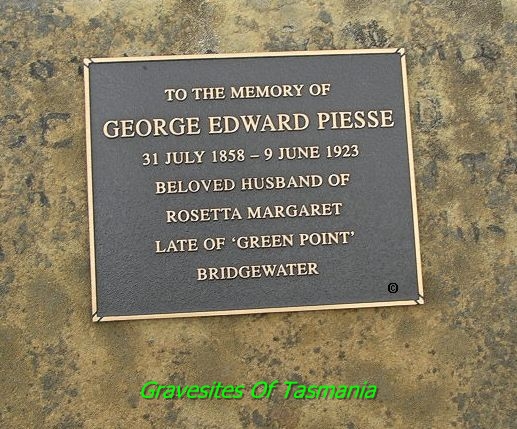 TO THE MEMORY OF
GEORGE EDWARD PIESSE
31 JULY 1858 – 9 JUNE 1923
BELOVED HUSBAND OF
ROSETTA MARGARET
LATE OF ‘GREEN POINT’
BRIDGEWATER
©
Gravesites Of Tasmania